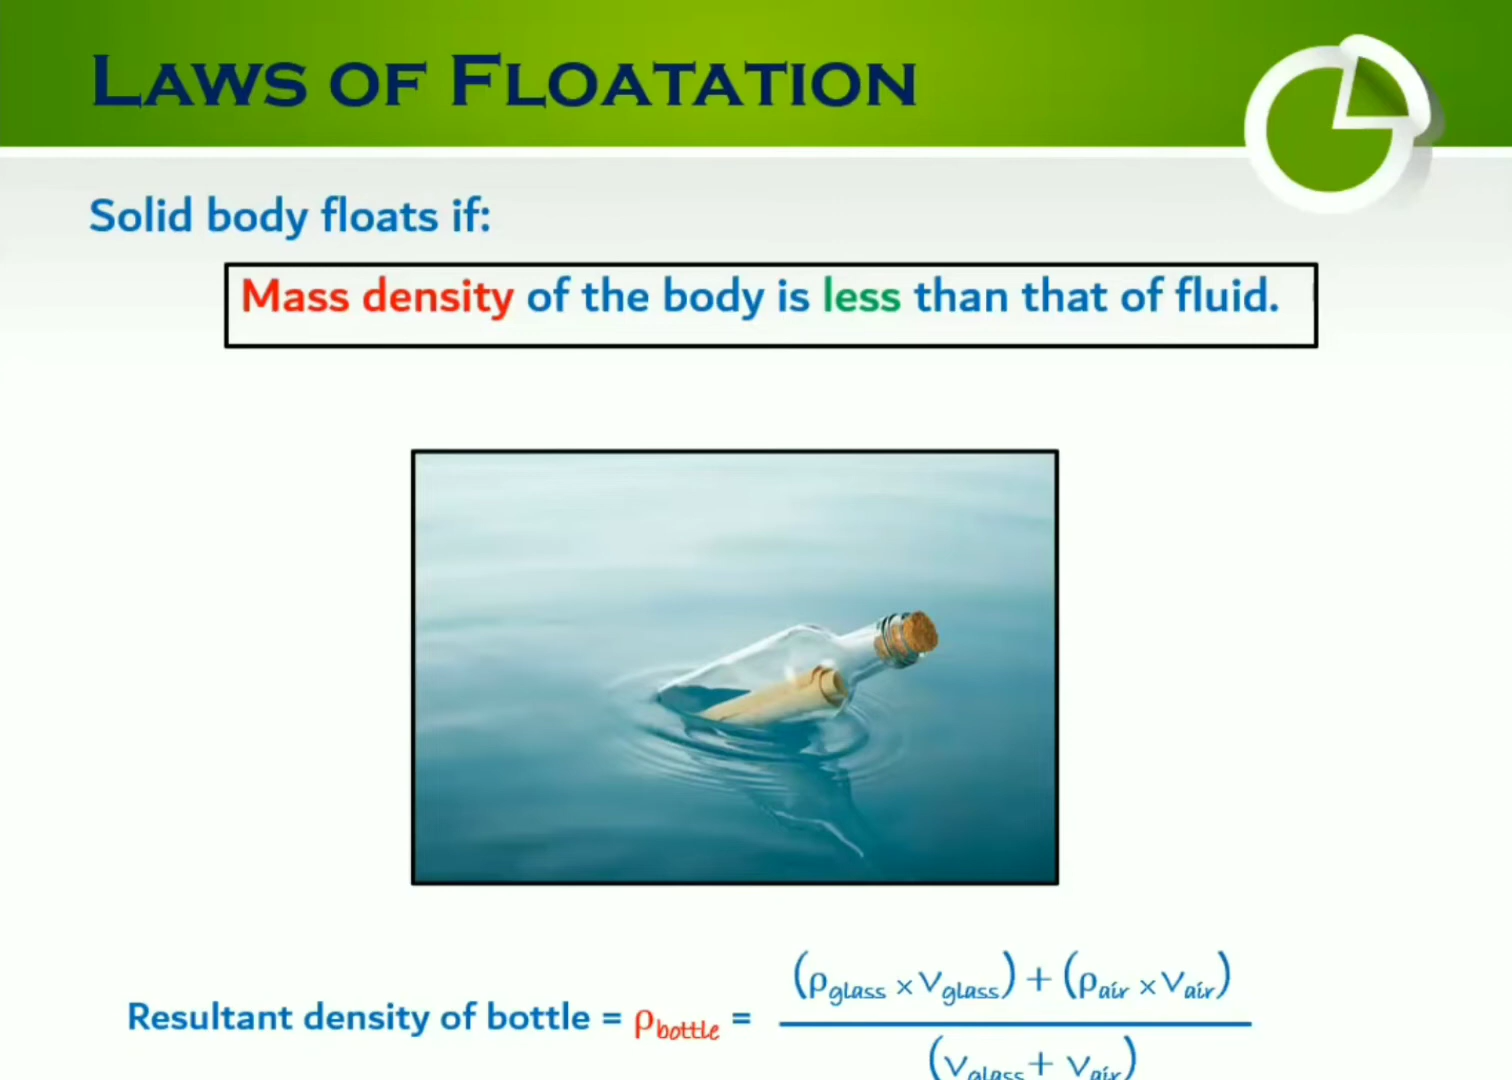 LAWS OF FLOATATION
Solid body floats if:
Mass density of the body is less than that of fluid.
Resultant density of bottle = ρbottle = (ρglass × Vglass) + (ρair × Vair)
(Vglass + Vair)